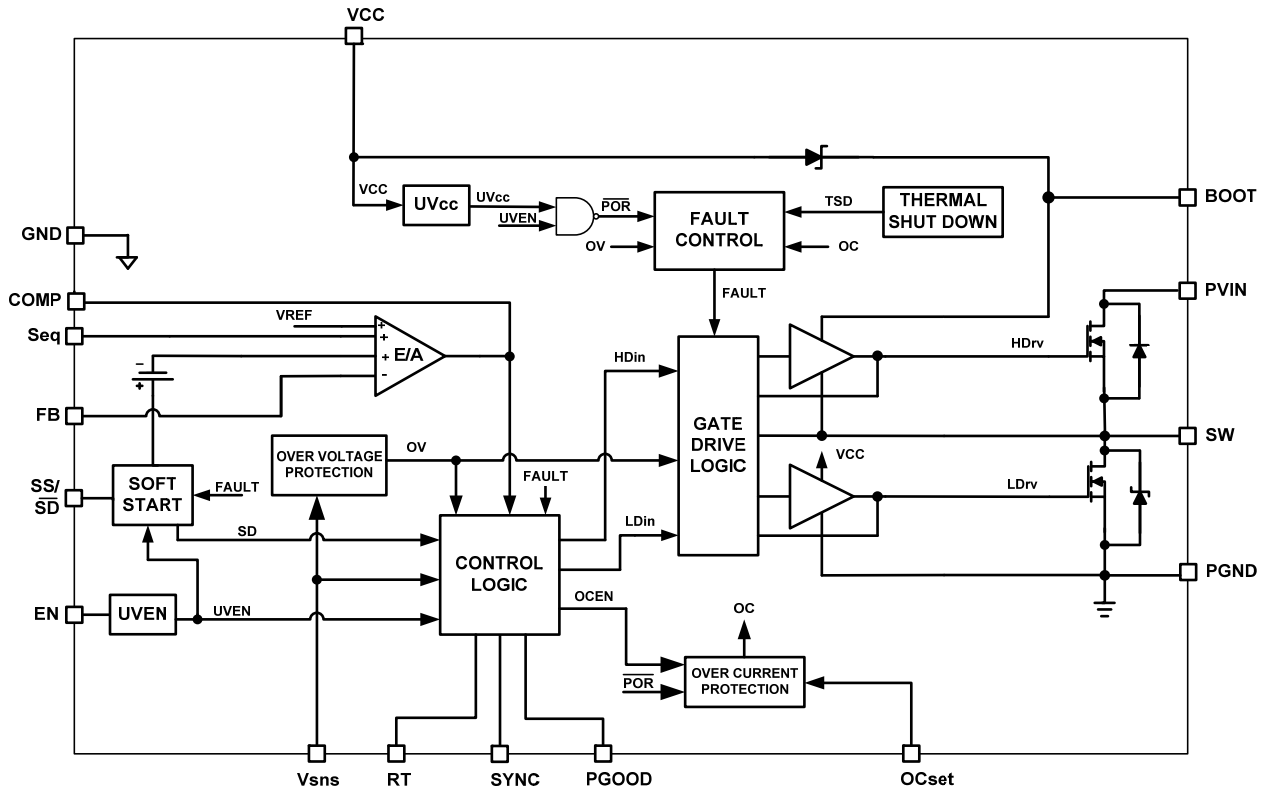 VCC
VCC
UVcc
UVcc
UVEN
POR
FAULT
CONTROL
TSD
THERMAL
SHUT DOWN
BOOT
OV
OC
GND
FAULT
COMP
PVIN
Seq
VREF
+
+
+
-
E/A
-
+
HDin
HDrv
FB
GATE
DRIVE
LOGIC
SW
OVER VOLTAGE
PROTECTION
OV
VCC
SS/
SD
SOFT
START
FAULT
FAULT
LDrv
SD
LDin
CONTROL
LOGIC
PGND
EN
UVEN
UVEN
OCEN
OC
POR
OVER CURRENT
PROTECTION
Vsns
RT
SYNC
PGOOD
OCset